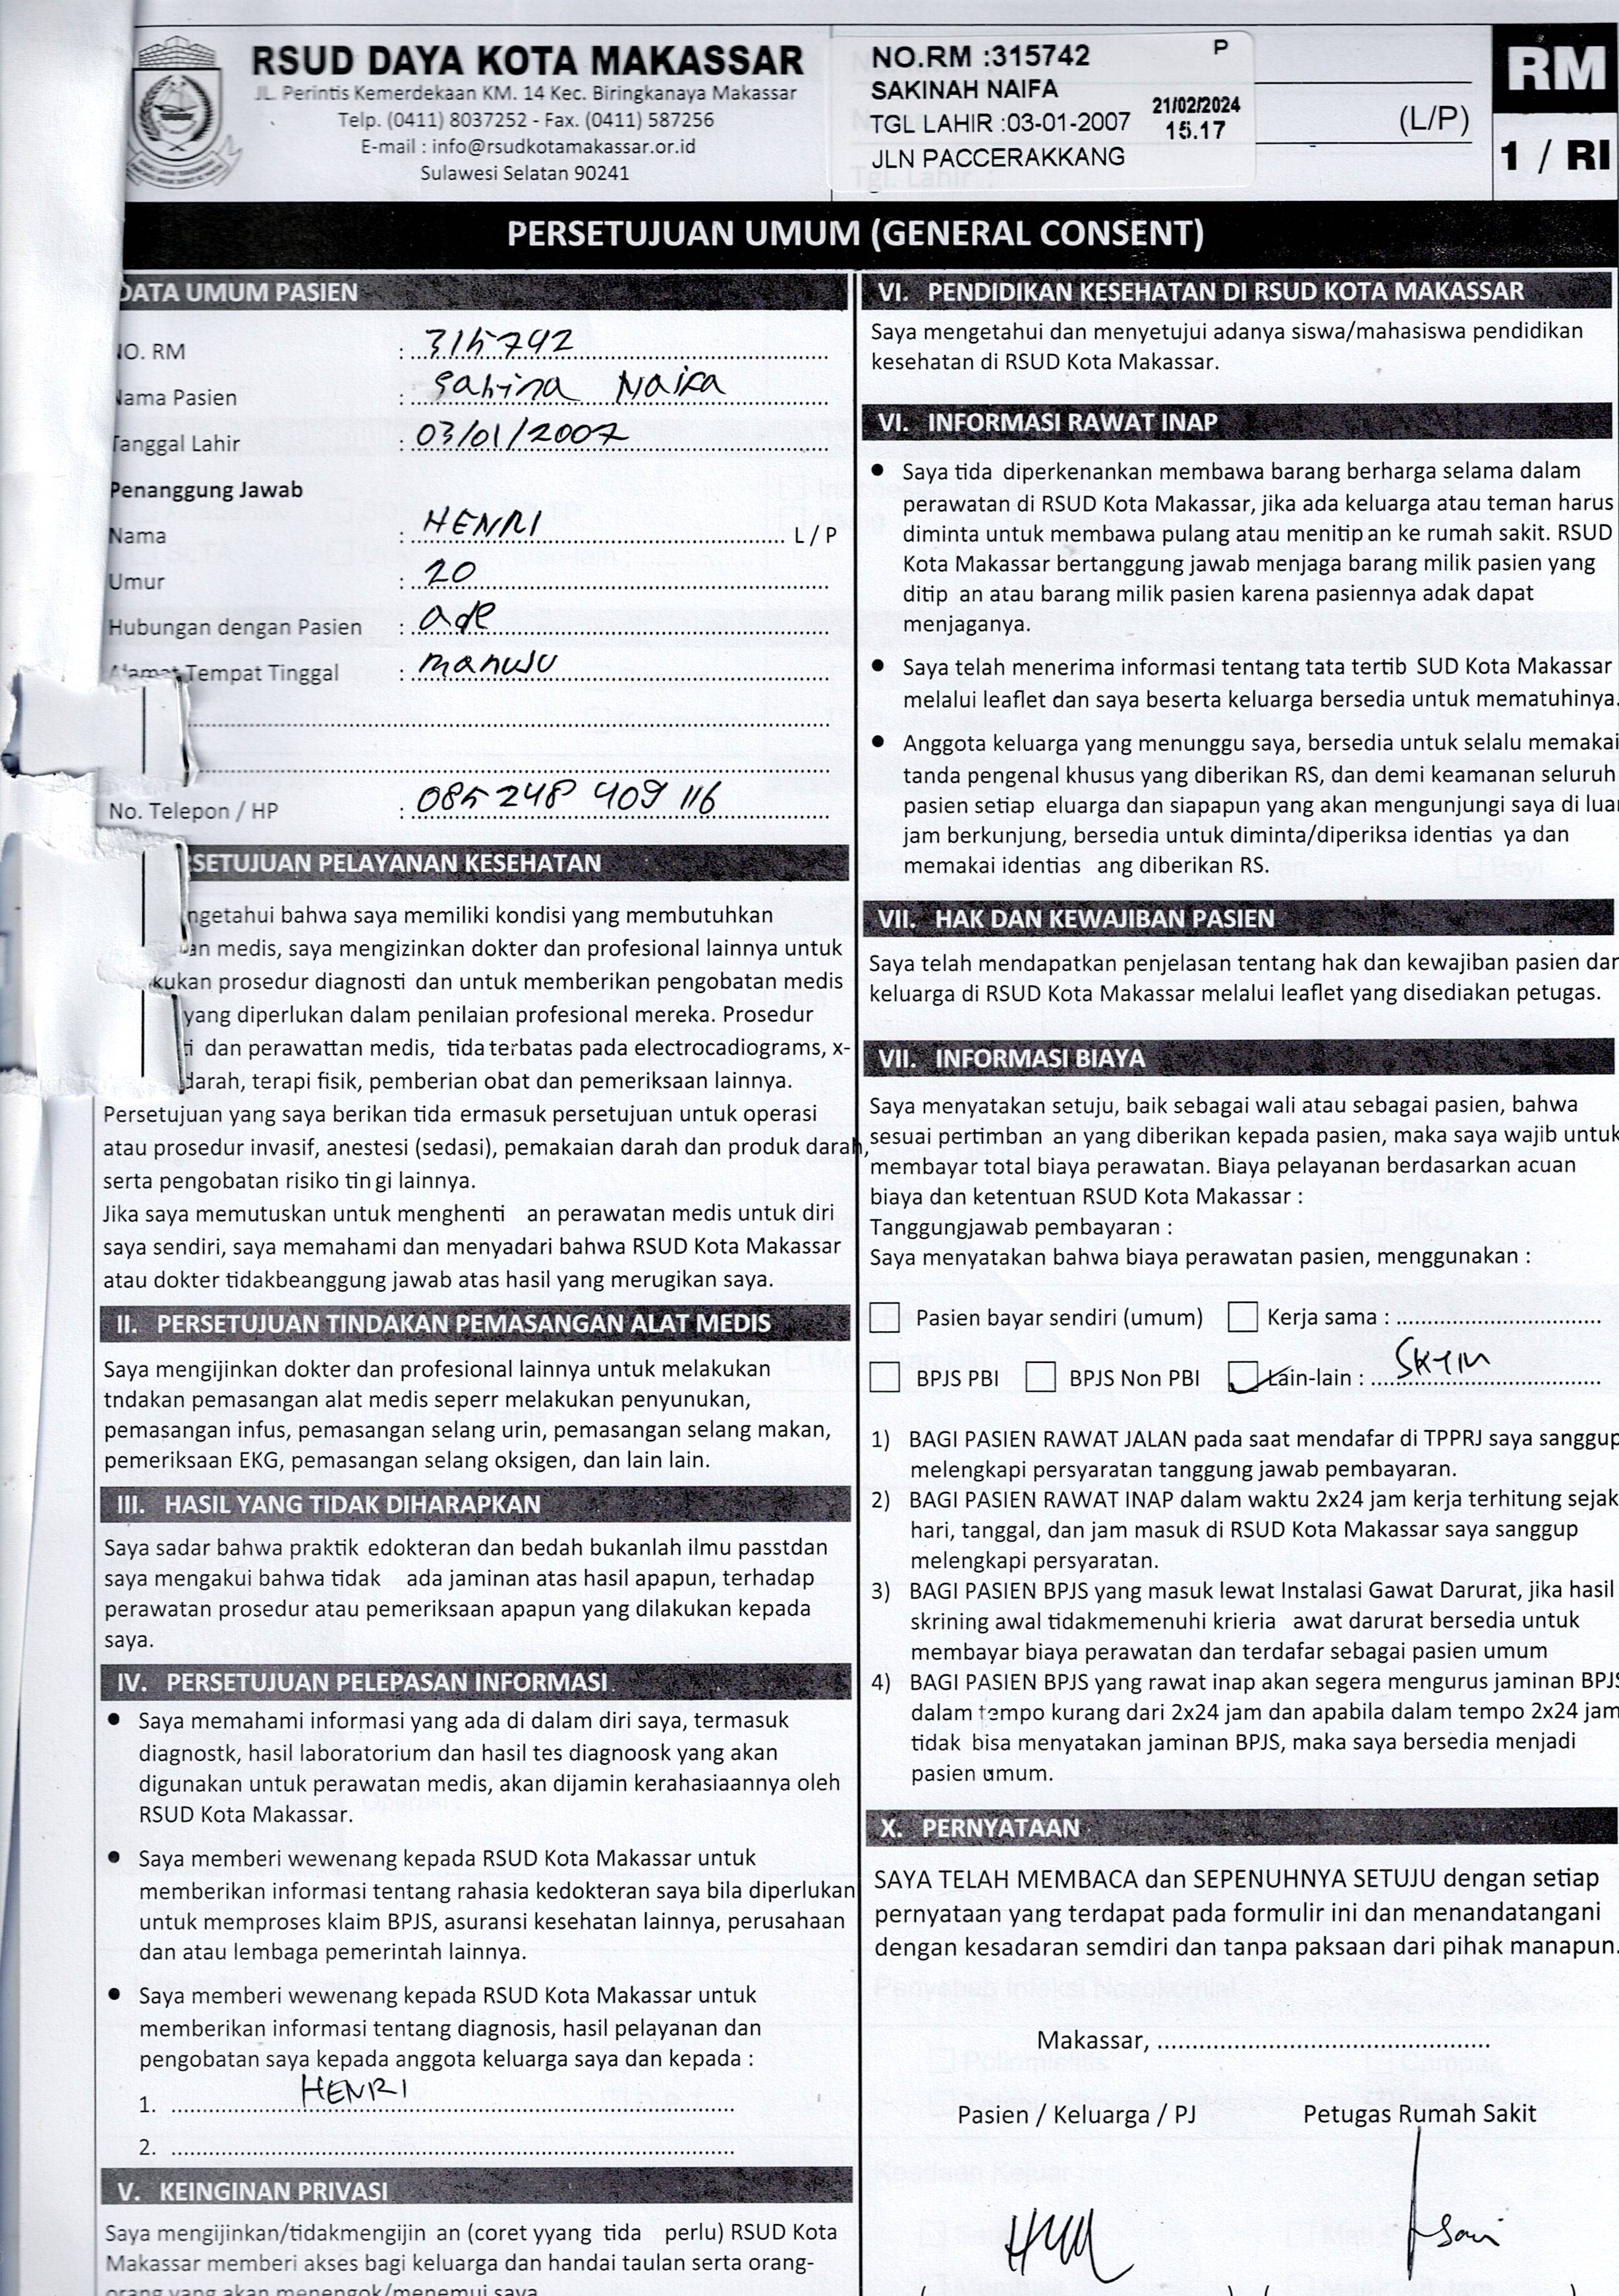 RSUD DAYA KOTA MAKASSAR
JL. Perintis Kemerdekaan KM. 14 Kec. Biringkanaya Makassar
Telp. (0411) 8037252 - Fax. (0411) 587256
E-mail : info@rsudkotamakassar.or.id
Sulawesi Selatan 90241
NO.RM :315742 P
SAKINAH NAIFA
TGL LAHIR :03-01-2007 21/02/2024 15.17
JLN PACCERAKKANG
(L/P)
RM
1 / RI
PERSETUJUAN UMUM (GENERAL CONSENT)
DATA UMUM PASIEN
NO. RM : 315742
Nama Pasien : Sakina Naifa
Tanggal Lahir : 03/01/2007
Penanggung Jawab
Nama : HENRI L / P
Umur : 20
Hubungan dengan Pasien : ade
Alamat Tempat Tinggal :
No. Telepon / HP : 085 248 909 116
SETUJUAN PELAYANAN KESEHATAN
ngetahui bahwa saya memiliki kondisi yang membutuhkan
an medis, saya mengizinkan dokter dan profesional lainnya untuk
kukan prosedur diagnosti dan untuk memberikan pengobatan medis
yang diperlukan dalam penilaian profesional mereka. Prosedur
i dan perawattan medis, tida terbatas pada electrocadiograms, x-
darah, terapi fisik, pemberian obat dan pemeriksaan lainnya.
Persetujuan yang saya berikan tida ermasuk persetujuan untuk operasi
atau prosedur invasif, anestesi (sedasi), pemakaian darah dan produk darah,
serta pengobatan risiko tin gi lainnya.
Jika saya memutuskan untuk menghenti an perawatan medis untuk diri
saya sendiri, saya memahami dan menyadari bahwa RSUD Kota Makassar
atau dokter tidakbeanggung jawab atas hasil yang merugikan saya.
II. PERSETUJUAN TINDAKAN PEMASANGAN ALAT MEDIS
Saya mengijinkan dokter dan profesional lainnya untuk melakukan
tndakan pemasangan alat medis seperr melakukan penyunukan,
pemasangan infus, pemasangan selang urin, pemasangan selang makan,
pemeriksaan EKG, pemasangan selang oksigen, dan lain lain.
III. HASIL YANG TIDAK DIHARAPKAN
Saya sadar bahwa praktik edokteran dan bedah bukanlah ilmu passtdan
saya mengakui bahwa tidak ada jaminan atas hasil apapun, terhadap
perawatan prosedur atau pemeriksaan apapun yang dilakukan kepada
saya.
IV. PERSETUJUAN PELEPASAN INFORMASI
• Saya memahami informasi yang ada di dalam diri saya, termasuk
diagnostk, hasil laboratorium dan hasil tes diagnoosk yang akan
digunakan untuk perawatan medis, akan dijamin kerahasiaannya oleh
RSUD Kota Makassar.
• Saya memberi wewenang kepada RSUD Kota Makassar untuk
memberikan informasi tentang rahasia kedokteran saya bila diperlukan
untuk memproses klaim BPJS, asuransi kesehatan lainnya, perusahaan
dan atau lembaga pemerintah lainnya.
• Saya memberi wewenang kepada RSUD Kota Makassar untuk
memberikan informasi tentang diagnosis, hasil pelayanan dan
pengobatan saya kepada anggota keluarga saya dan kepada :
1. HENRI
2.
V. KEINGINAN PRIVASI
Saya mengijinkan/tidakmengijin an (coret yyang tida perlu) RSUD Kota
Makassar memberi akses bagi keluarga dan handai taulan serta orang-
orang yang akan menengok/menemui saya
VI. PENDIDIKAN KESEHATAN DI RSUD KOTA MAKASSAR
Saya mengetahui dan menyetujui adanya siswa/mahasiswa pendidikan
kesehatan di RSUD Kota Makassar.
VI. INFORMASI RAWAT INAP
• Saya tida diperkenankan membawa barang berharga selama dalam
perawatan di RSUD Kota Makassar, jika ada keluarga atau teman harus
diminta untuk membawa pulang atau menitip an ke rumah sakit. RSUD
Kota Makassar bertanggung jawab menjaga barang milik pasien yang
ditip an atau barang milik pasien karena pasiennya adak dapat
menjaganya.
• Saya telah menerima informasi tentang tata tertib SUD Kota Makassar
melalui leaflet dan saya beserta keluarga bersedia untuk mematuhinya.
• Anggota keluarga yang menunggu saya, bersedia untuk selalu memakai
tanda pengenal khusus yang diberikan RS, dan demi keamanan seluruh
pasien setiap eluarga dan siapapun yang akan mengunjungi saya di lua
jam berkunjung, bersedia untuk diminta/diperiksa identias ya dan
memakai identias ang diberikan RS.
VII. HAK DAN KEWAJIBAN PASIEN
Saya telah mendapatkan penjelasan tentang hak dan kewajiban pasien dan
keluarga di RSUD Kota Makassar melalui leaflet yang disediakan petugas.
VII. INFORMASI BIAYA
Saya menyatakan setuju, baik sebagai wali atau sebagai pasien, bahwa
sesuai pertimban an yang diberikan kepada pasien, maka saya wajib untuk
membayar total biaya perawatan. Biaya pelayanan berdasarkan acuan
biaya dan ketentuan RSUD Kota Makassar :
Tanggungjawab pembayaran :
Saya menyatakan bahwa biaya perawatan pasien, menggunakan :
Pasien bayar sendiri (umum) Kerja sama :
BPJS PBI BPJS Non PBI Lain-lain : SKTM
1) BAGI PASIEN RAWAT JALAN pada saat mendafar di TPPRJ saya sanggup
melengkapi persyaratan tanggung jawab pembayaran.
2) BAGI PASIEN RAWAT INAP dalam waktu 2x24 jam kerja terhitung sejak
hari, tanggal, dan jam masuk di RSUD Kota Makassar saya sanggup
melengkapi persyaratan.
3) BAGI PASIEN BPJS yang masuk lewat Instalasi Gawat Darurat, jika hasil
skrining awal tidakmemenuhi krieria awat darurat bersedia untuk
membayar biaya perawatan dan terdafar sebagai pasien umum
4) BAGI PASIEN BPJS yang rawat inap akan segera mengurus jaminan BPJS
dalam tempo kurang dari 2x24 jam dan apabila dalam tempo 2x24 jam
tidak bisa menyatakan jaminan BPJS, maka saya bersedia menjadi
pasien umum.
X. PERNYATAAN
SAYA TELAH MEMBACA dan SEPENUHNYA SETUJU dengan setiap
pernyataan yang terdapat pada formulir ini dan menandatangani
dengan kesadaran semdiri dan tanpa paksaan dari pihak manapun.
Makassar,
Pasien / Keluarga / PJ Petugas Rumah Sakit